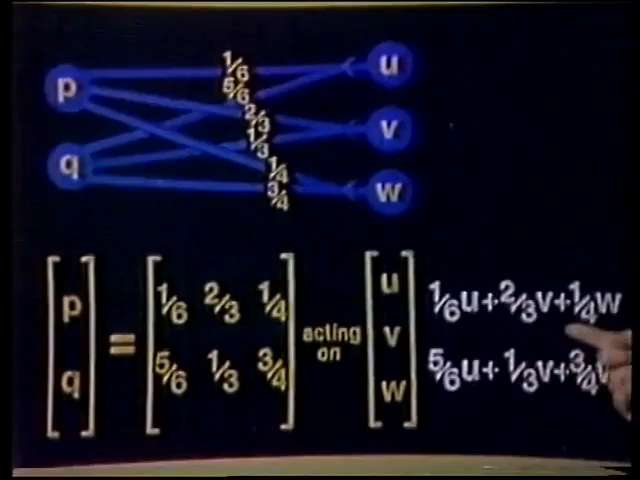 p
q
1/6
5/6
2/3
1/3
1/4
3/4
u
v
w
p
q
=
1/6 2/3 1/4
5/6 1/3 3/4
acting
on
u
v
w
1/6u+2/3v+1/4w
5/6u+1/3v+3/4